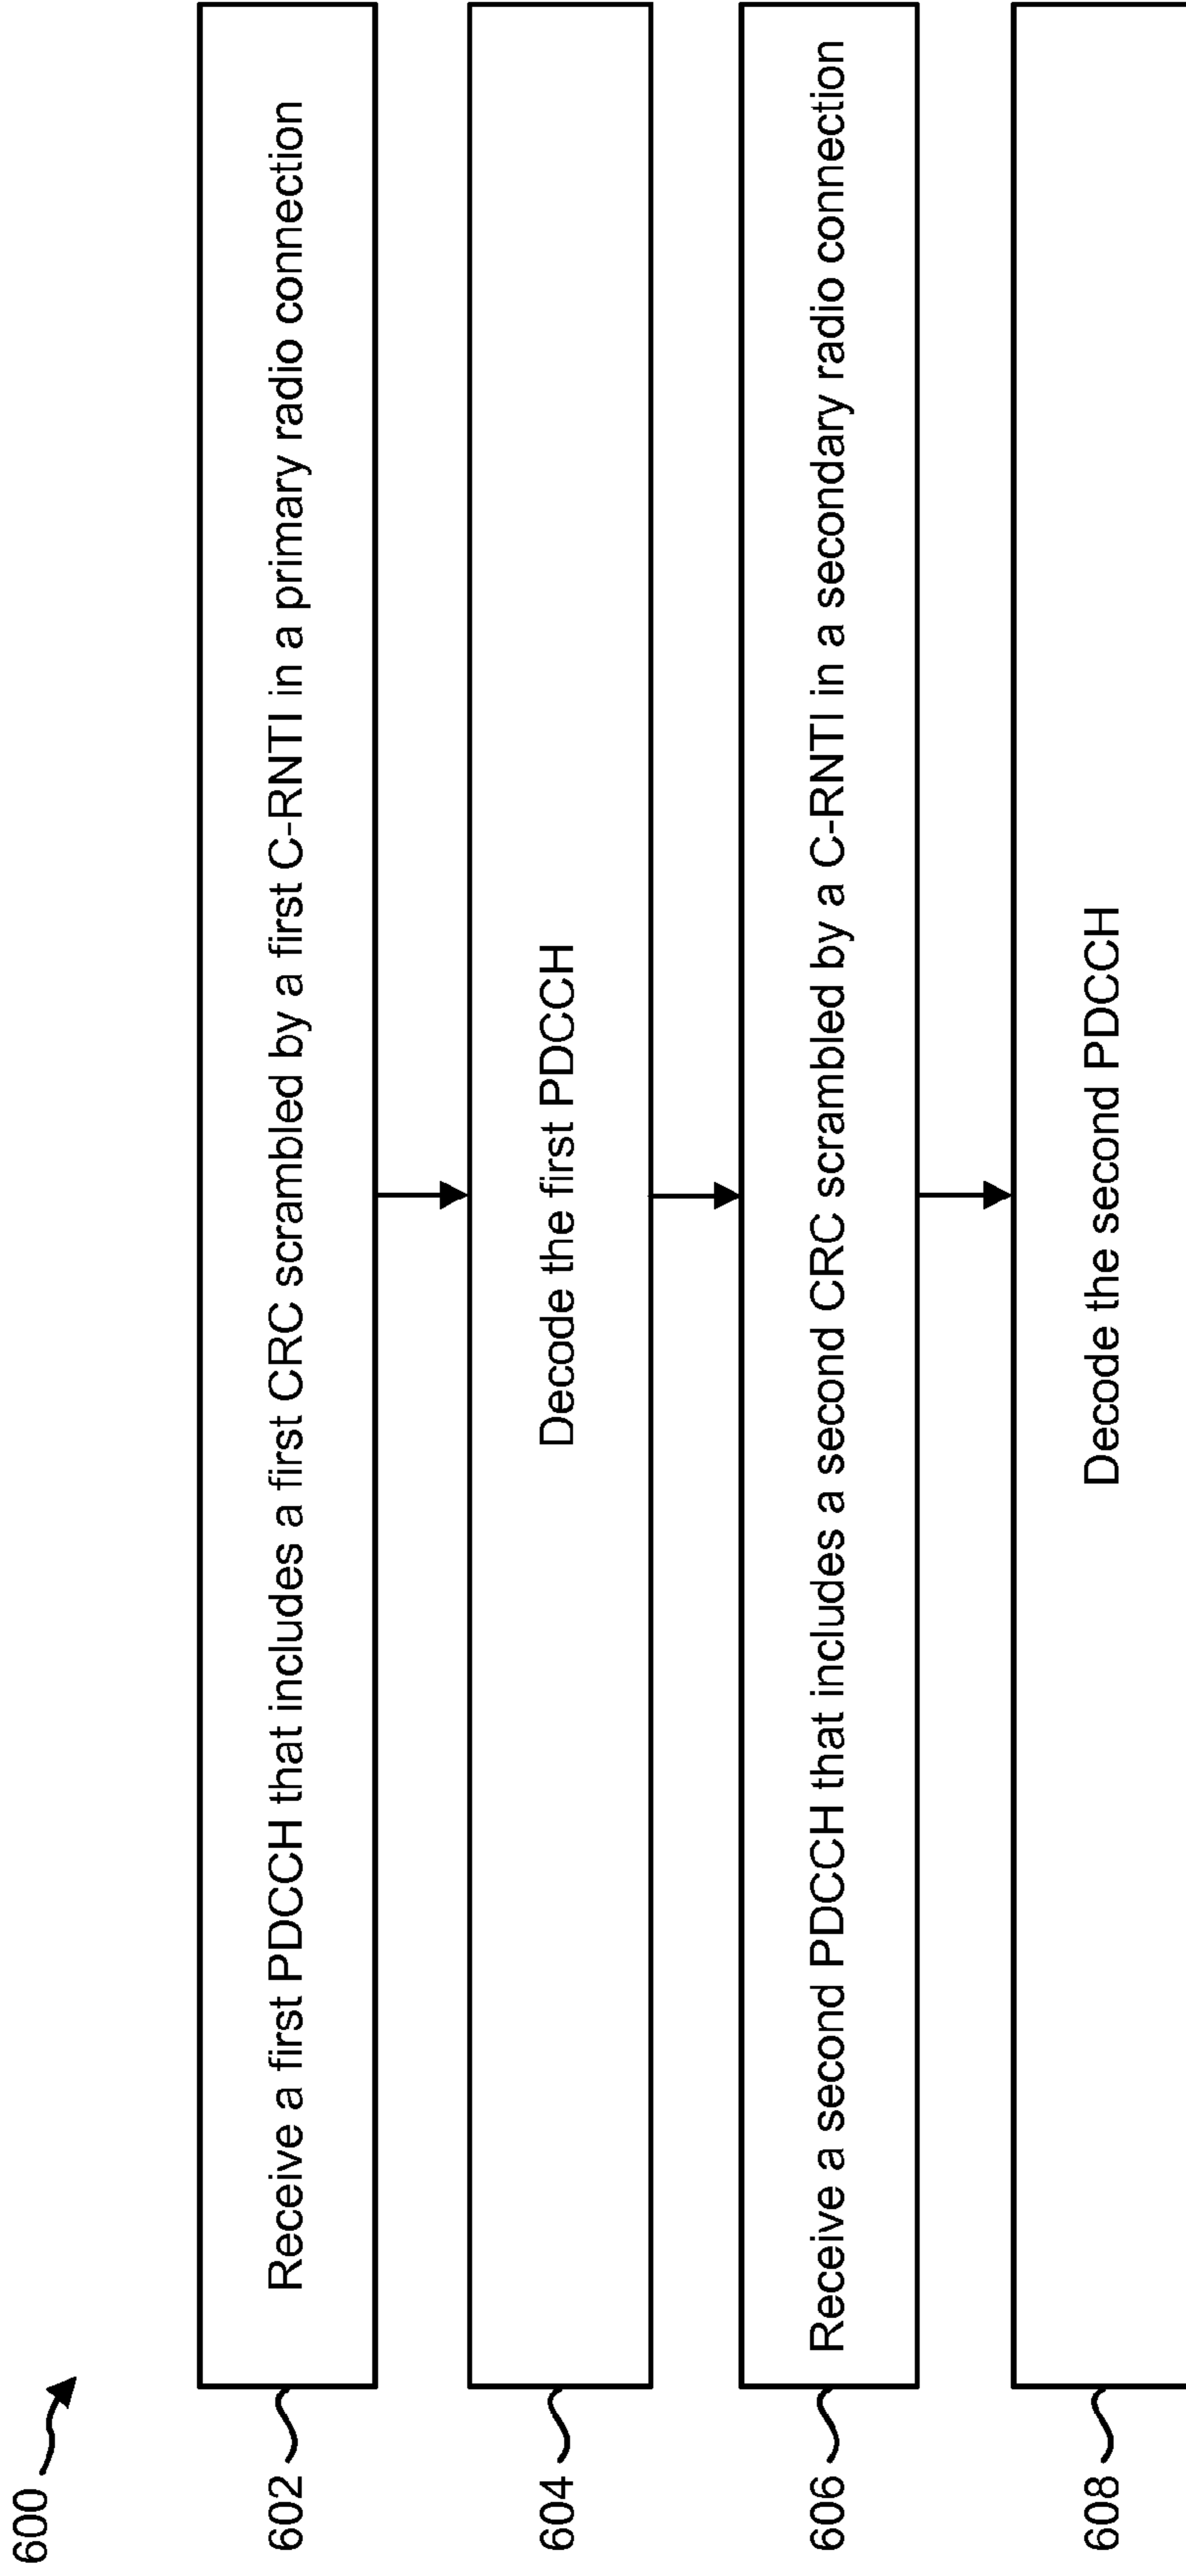 600
602
Receive a first PDCCH that includes a first CRC scrambled by a first C-RNTI in a primary radio connection
604
Decode the first PDCCH
606
Receive a second PDCCH that includes a second CRC scrambled by a C-RNTI in a secondary radio connection
608
Decode the second PDCCH